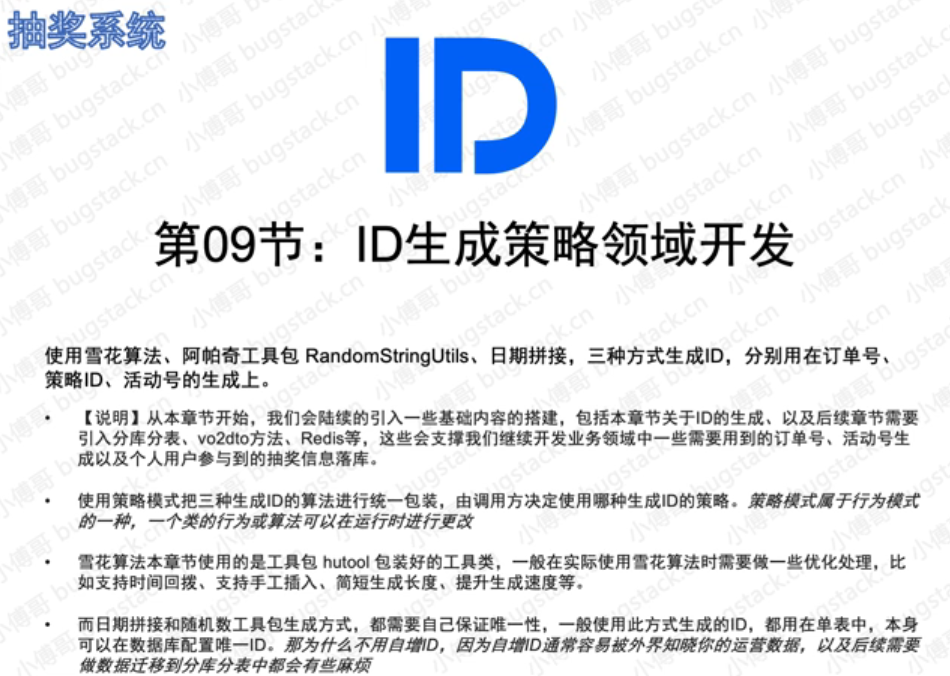 抽奖系统
ID
第09节：ID生成策略领域开发
使用雪花算法、阿帕奇工具包 RandomStringUtils、日期拼接，三种方式生成ID，分别用在订单号、
策略ID、活动号的生成上。
• 【说明】从本章节开始，我们会陆续的引入一些基础内容的搭建，包括本章节关于ID的生成、以及后续章节需要
引入分库分表、vo2dto方法、Redis等，这些会支撑我们继续开发业务领域中一些需要用到的订单号、活动号生
成以及个人用户参与到的抽奖信息落库。
• 使用策略模式把三种生成ID的算法进行统一包装，由调用方决定使用哪种生成ID的策略。策略模式属于行为模式
的一种，一个类的行为或算法可以在运行时进行更改
• 雪花算法本章节使用的是工具包 hutool 包装好的工具类，一般在实际使用雪花算法时需要做一些优化处理，比
如支持时间回拨、支持手工插入、简短生成长度、提升生成速度等。
• 而日期拼接和随机数工具包生成方式，都需要自己保证唯一性，一般使用此方式生成的ID，都用在单表中，本身
可以在数据库配置唯一ID。那为什么不用自增ID，因为自增ID通常容易被外界知晓你的运营数据，以及后续需要
做数据迁移到分库分表中都会有些麻烦
小傅哥 bugstack.cn